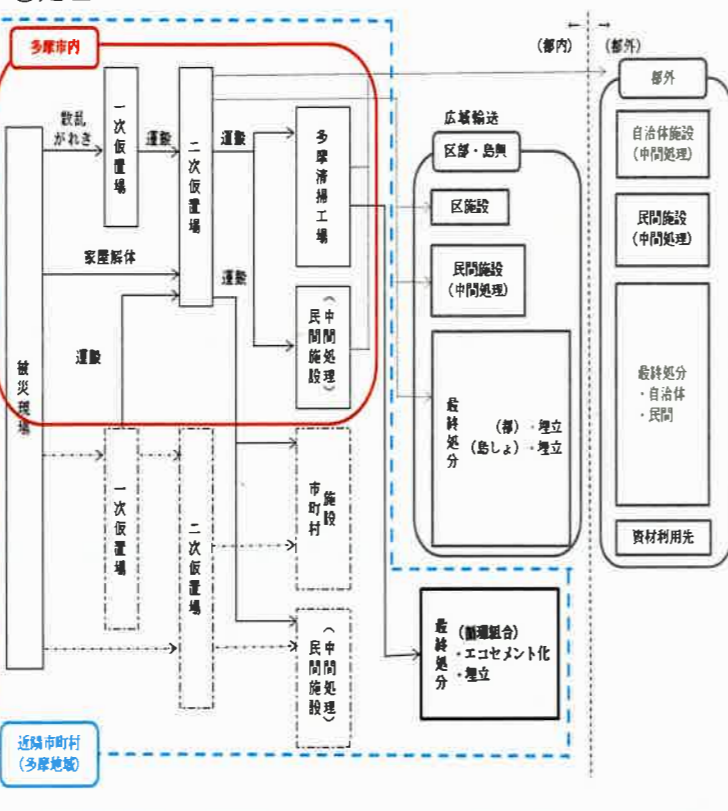 多摩市内
(都内)
(都外)
都外
散乱
がれき
一次仮置場
運搬
二次仮置場
運搬
多摩清掃工場
広域輸送
区部・島嶼
自治体施設
(中間処理)
区施設
民間施設
(中間処理)
家屋解体
運搬
民間施設
(中間処理)
民間施設
(中間処理)
被災現場
運搬
最終処分
(都)・埋立
(島しょ)・埋立
最終処分
・自治体
・民間
一次仮置場
二次仮置場
市町村
施設
資材利用先
民間施設
(中間処理)
最終処分
(循環組合)
・エコセメント化
・埋立
近隣市町村
(多摩地域)